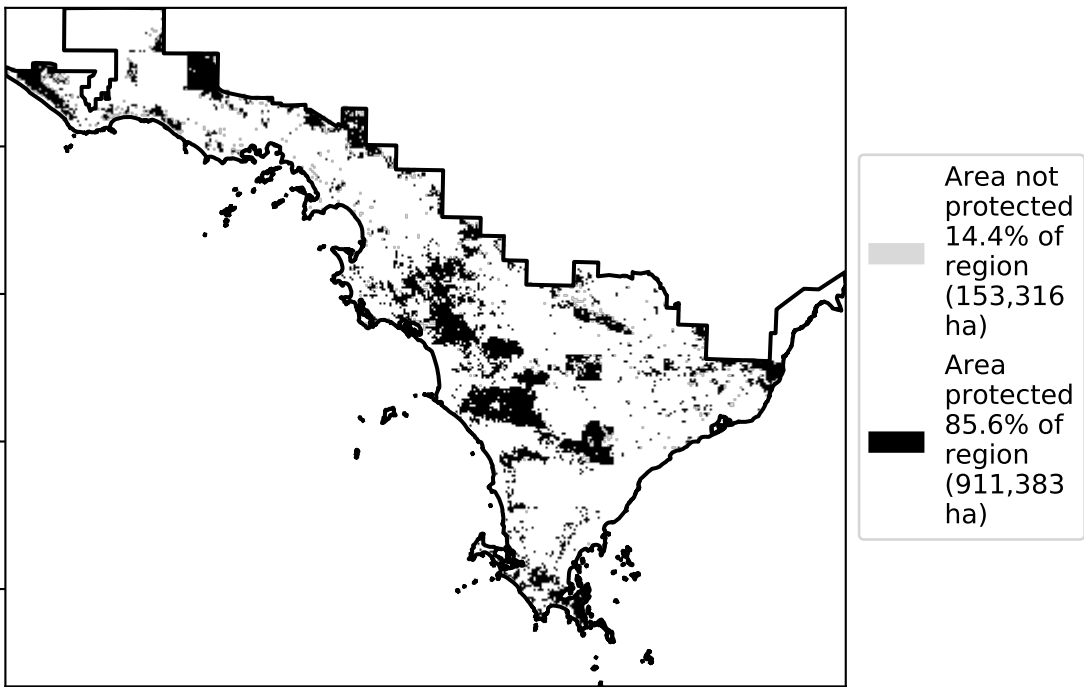 Area not
protected
14.4% of
region
(153,316
ha)
Area
protected
85.6% of
region
(911,383
ha)